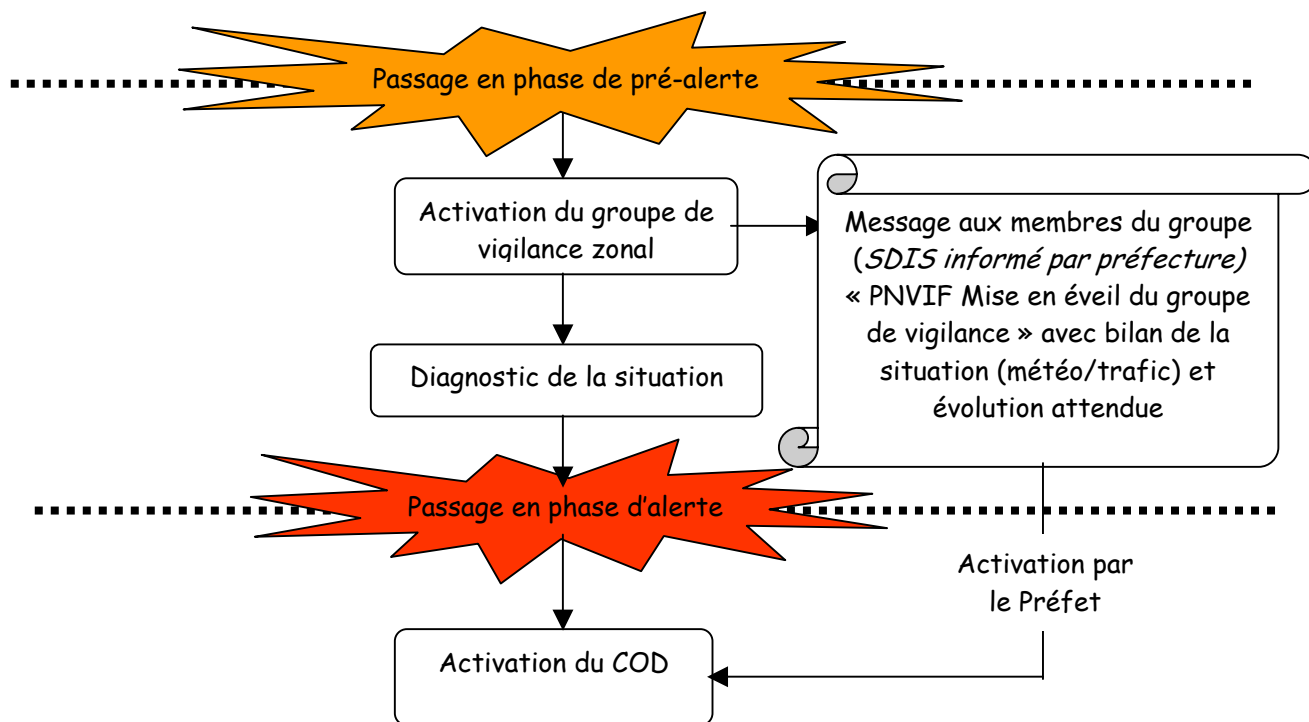 Passage en phase de pré-alerte
Activation du groupe de
vigilance zonal
Message aux membres du groupe
(SDIS informé par préfecture)
« PNVIF Mise en éveil du groupe
de vigilance » avec bilan de la
situation (météo/trafic) et
évolution attendue
Diagnostic de la situation
Passage en phase d'alerte
Activation par
le Préfet
Activation du COD